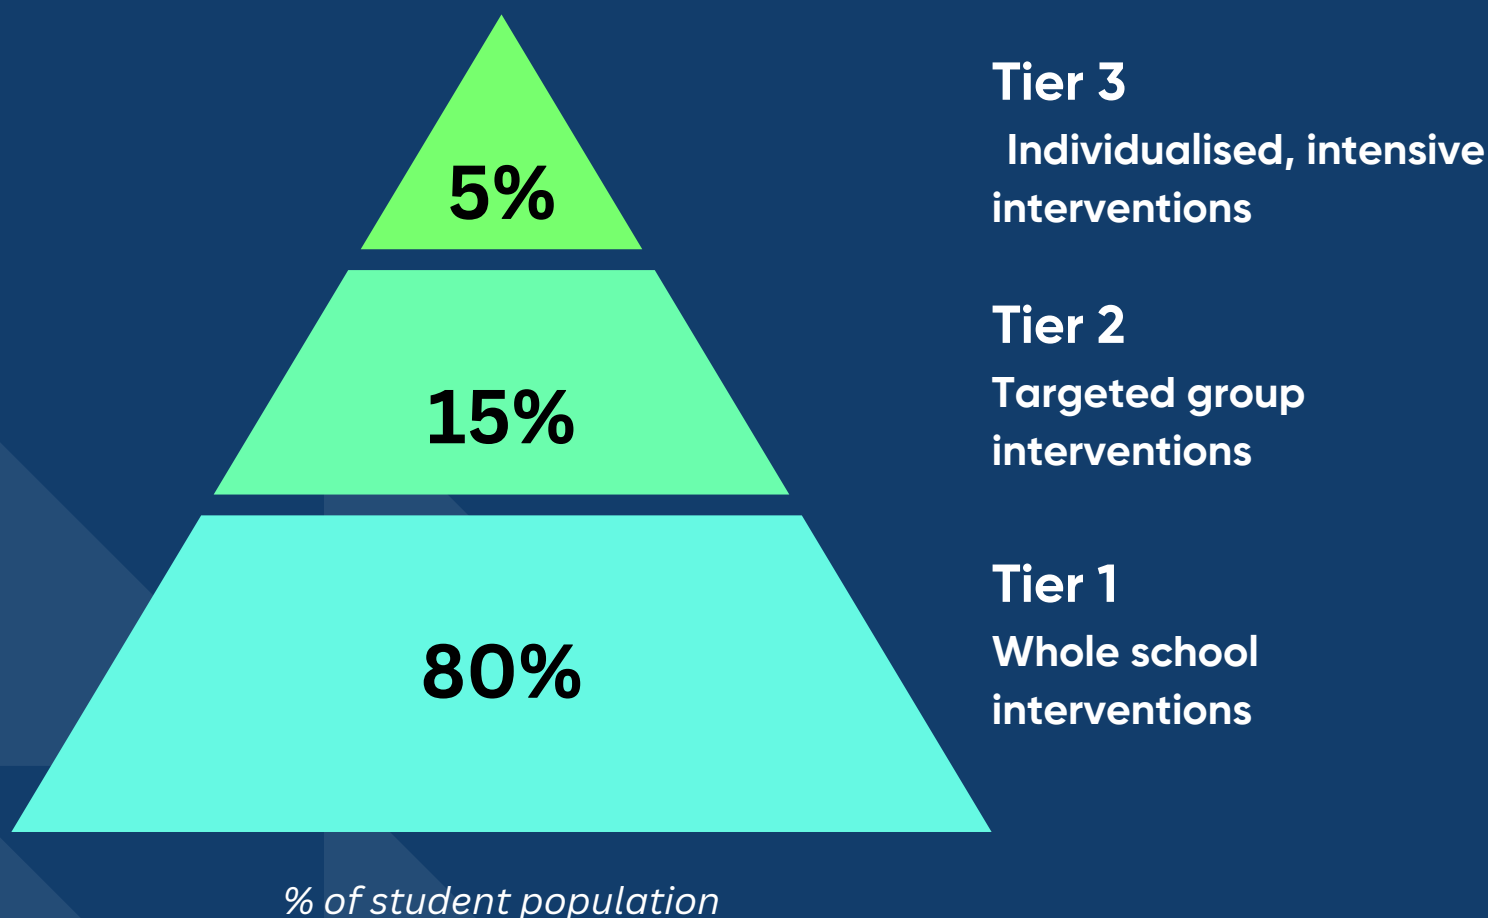 5%
Tier 3
Individualised, intensive
interventions
15%
Tier 2
Targeted group
interventions
80%
Tier 1
Whole school
interventions
% of student population